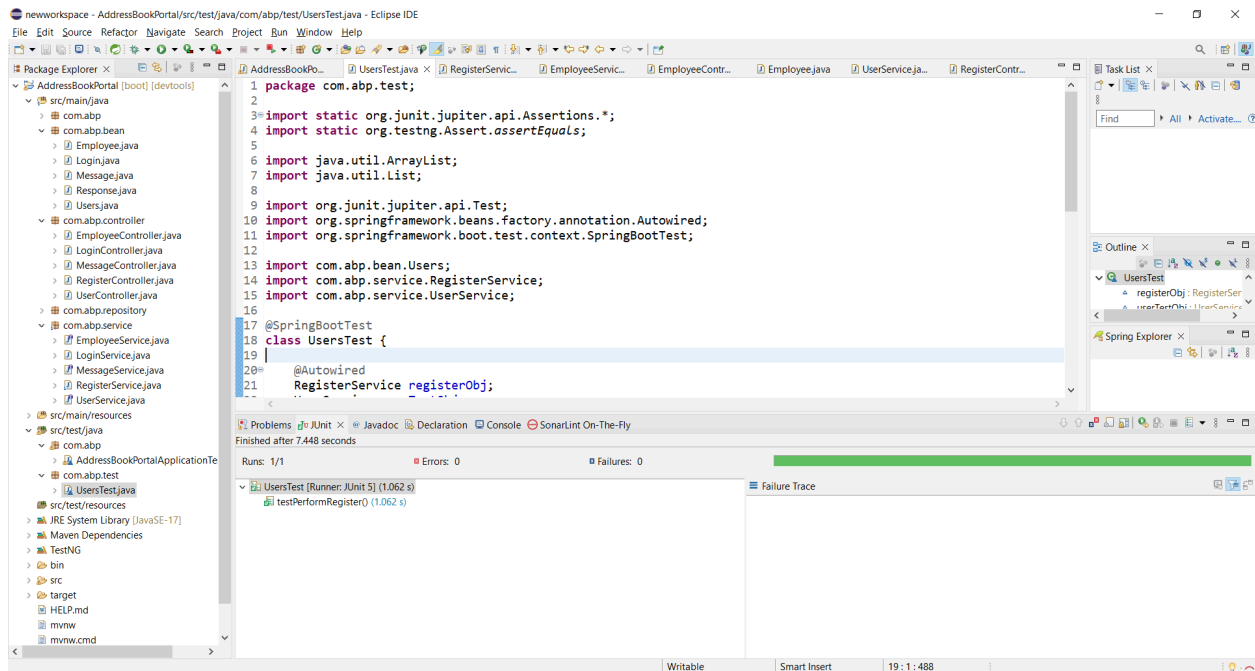 newworkspace - AddressBookPortal/src/test/java/com/abp/test/UsersTest.java - Eclipse IDE
File Edit Source Refactor Navigate Search Project Run Window Help
Package Explorer
AddressBookPortal [boot] [devtools]
src/main/java
com.abp
com.abp.bean
Employee.java
Login.java
Message.java
Response.java
Users.java
com.abp.controller
EmployeeController.java
LoginController.java
MessageController.java
RegisterController.java
UserController.java
com.abp.repository
com.abp.service
EmployeeService.java
LoginService.java
MessageService.java
RegisterService.java
UserService.java
src/main/resources
src/test/java
com.abp
AddressBookPortalApplicationTe
com.abp.test
UsersTest.java
src/test/resources
JRE System Library [JavaSE-17]
Maven Dependencies
TestNG
bin
src
target
HELP.md
mvnw
mvnw.cmd
AddressBookPo... UsersTest.java RegisterServic... EmployeeServic... EmployeeContr... Employee.java UserService.ja... RegisterContr...
1 package com.abp.test;
2
3 import static org.junit.jupiter.api.Assertions.*;
4 import static org.testng.Assert.assertEquals;
5
6 import java.util.ArrayList;
7 import java.util.List;
8
9 import org.junit.jupiter.api.Test;
10 import org.springframework.beans.factory.annotation.Autowired;
11 import org.springframework.boot.test.context.SpringBootTest;
12
13 import com.abp.bean.Users;
14 import com.abp.service.RegisterService;
15 import com.abp.service.UserService;
16
17 @SpringBootTest
18 class UsersTest {
19
20 @Autowired
21 RegisterService registerObj;
Task List
Find All Activate...
Outline
UsersTest
registerObj : RegisterSer
userTestObj : UserService
Spring Explorer
Problems JUnit Javadoc Declaration Console SonarLint On-The-Fly
Finished after 7.448 seconds
Runs: 1/1 Errors: 0 Failures: 0
UsersTest [Runner: JUnit 5] (1.062 s)
testPerformRegister() (1.062 s)
Failure Trace
Writable Smart Insert 19 : 1 : 488